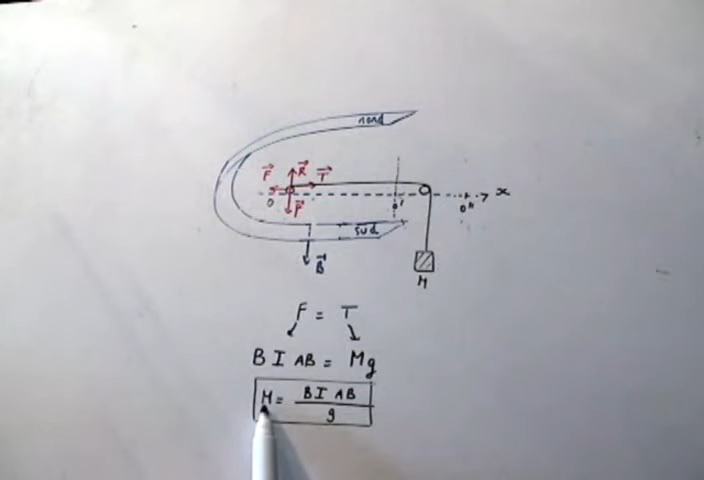 nord
F⃗ R⃗ T⃗
O P⃗ O' O" x
sud
B⃗
M
F = T
B I AB = Mg
M = B I AB / g